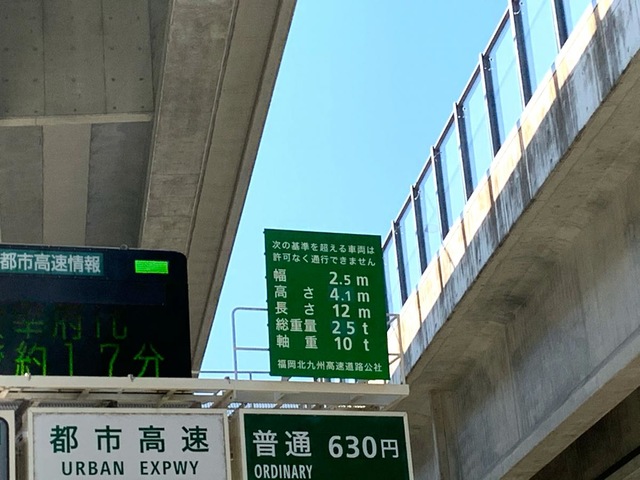 都市高速情報
約17分
次の基準を超える車両は
許可なく通行できません
幅 2.5 m
高さ 4.1 m
長さ 12 m
総重量 25 t
軸重 10 t
福岡北九州高速道路公社
都市高速
URBAN EXPWY
普通 630円
ORDINARY